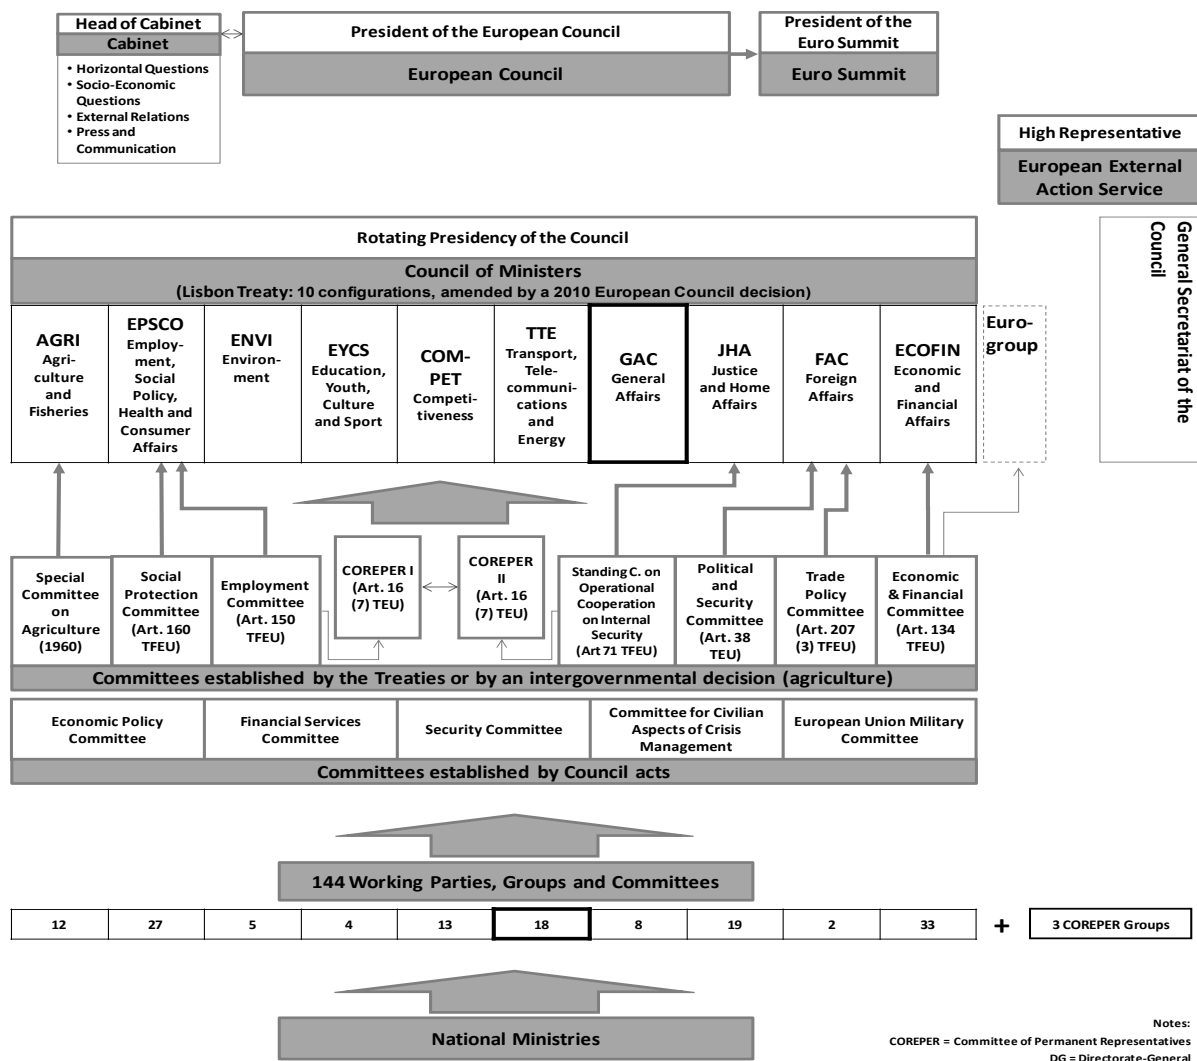 Head of Cabinet
Cabinet
• Horizontal Questions
• Socio-Economic
Questions
• External Relations
• Press and
Communication
President of the European Council
European Council
President of the
Euro Summit
Euro Summit
High Representative
European External
Action Service
General Secretariat of the
Council
Rotating Presidency of the Council
Council of Ministers
(Lisbon Treaty: 10 configurations, amended by a 2010 European Council decision)
AGRI
Agri-
culture
and
Fisheries
EPSCO
Employ-
ment,
Social
Policy,
Health and
Consumer
Affairs
ENVI
Environ-
ment
EYCS
Education,
Youth,
Culture
and Sport
COM-
PET
Competi-
tiveness
TTE
Transport,
Tele-
communi-
cations
and
Energy
GAC
General
Affairs
JHA
Justice
and Home
Affairs
FAC
Foreign
Affairs
ECOFIN
Economic
and
Financial
Affairs
Euro-
group
Special
Committee
on
Agriculture
(1960)
Social
Protection
Committee
(Art. 160
TFEU)
Employment
Committee
(Art. 150
TFEU)
COREPER I
(Art. 16
(7) TEU)
COREPER
II
(Art. 16
(7) TEU)
Standing C. on
Operational
Cooperation
on Internal
Security
(Art 71 TFEU)
Political
and
Security
Committee
(Art. 38
TEU)
Trade
Policy
Committee
(Art. 207
(3) TFEU)
Economic
& Financial
Committee
(Art. 134
TFEU)
Committees established by the Treaties or by an intergovernmental decision (agriculture)
Economic Policy
Committee
Financial Services
Committee
Security Committee
Committee for Civilian
Aspects of Crisis
Management
European Union Military
Committee
Committees established by Council acts
144 Working Parties, Groups and Committees
12 27 5 4 13 18 8 19 2 33 + 3 COREPER Groups
National Ministries
Notes:
COREPER = Committee of Permanent Representatives
DG = Directorate-General